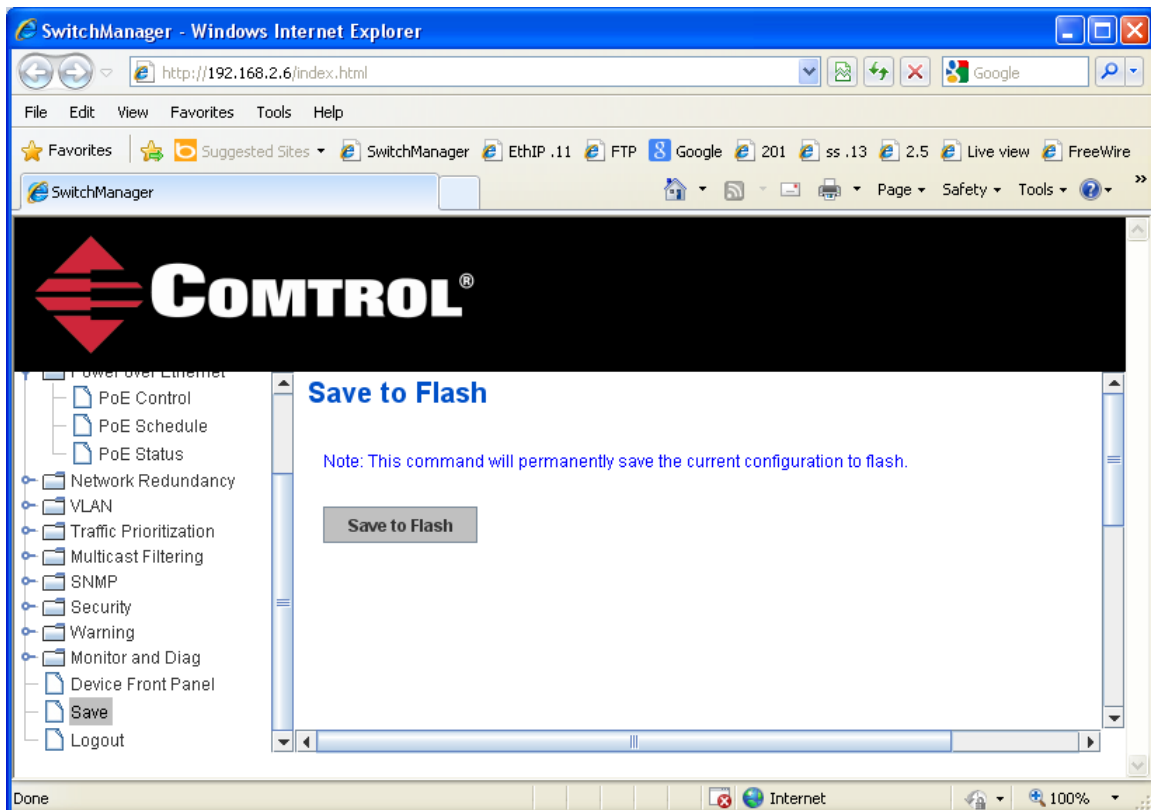 SwitchManager - Windows Internet Explorer
http://192.168.2.6/index.html
Google
File Edit View Favorites Tools Help
Favorites Suggested Sites SwitchManager EthIP .11 FTP Google 201 ss .13 2.5 Live view FreeWire
SwitchManager
Page Safety Tools
COMTROL®
Power over Ethernet
PoE Control
PoE Schedule
PoE Status
Network Redundancy
VLAN
Traffic Prioritization
Multicast Filtering
SNMP
Security
Warning
Monitor and Diag
Device Front Panel
Save
Logout
Save to Flash
Note: This command will permanently save the current configuration to flash.
Save to Flash
Done
Internet
100%